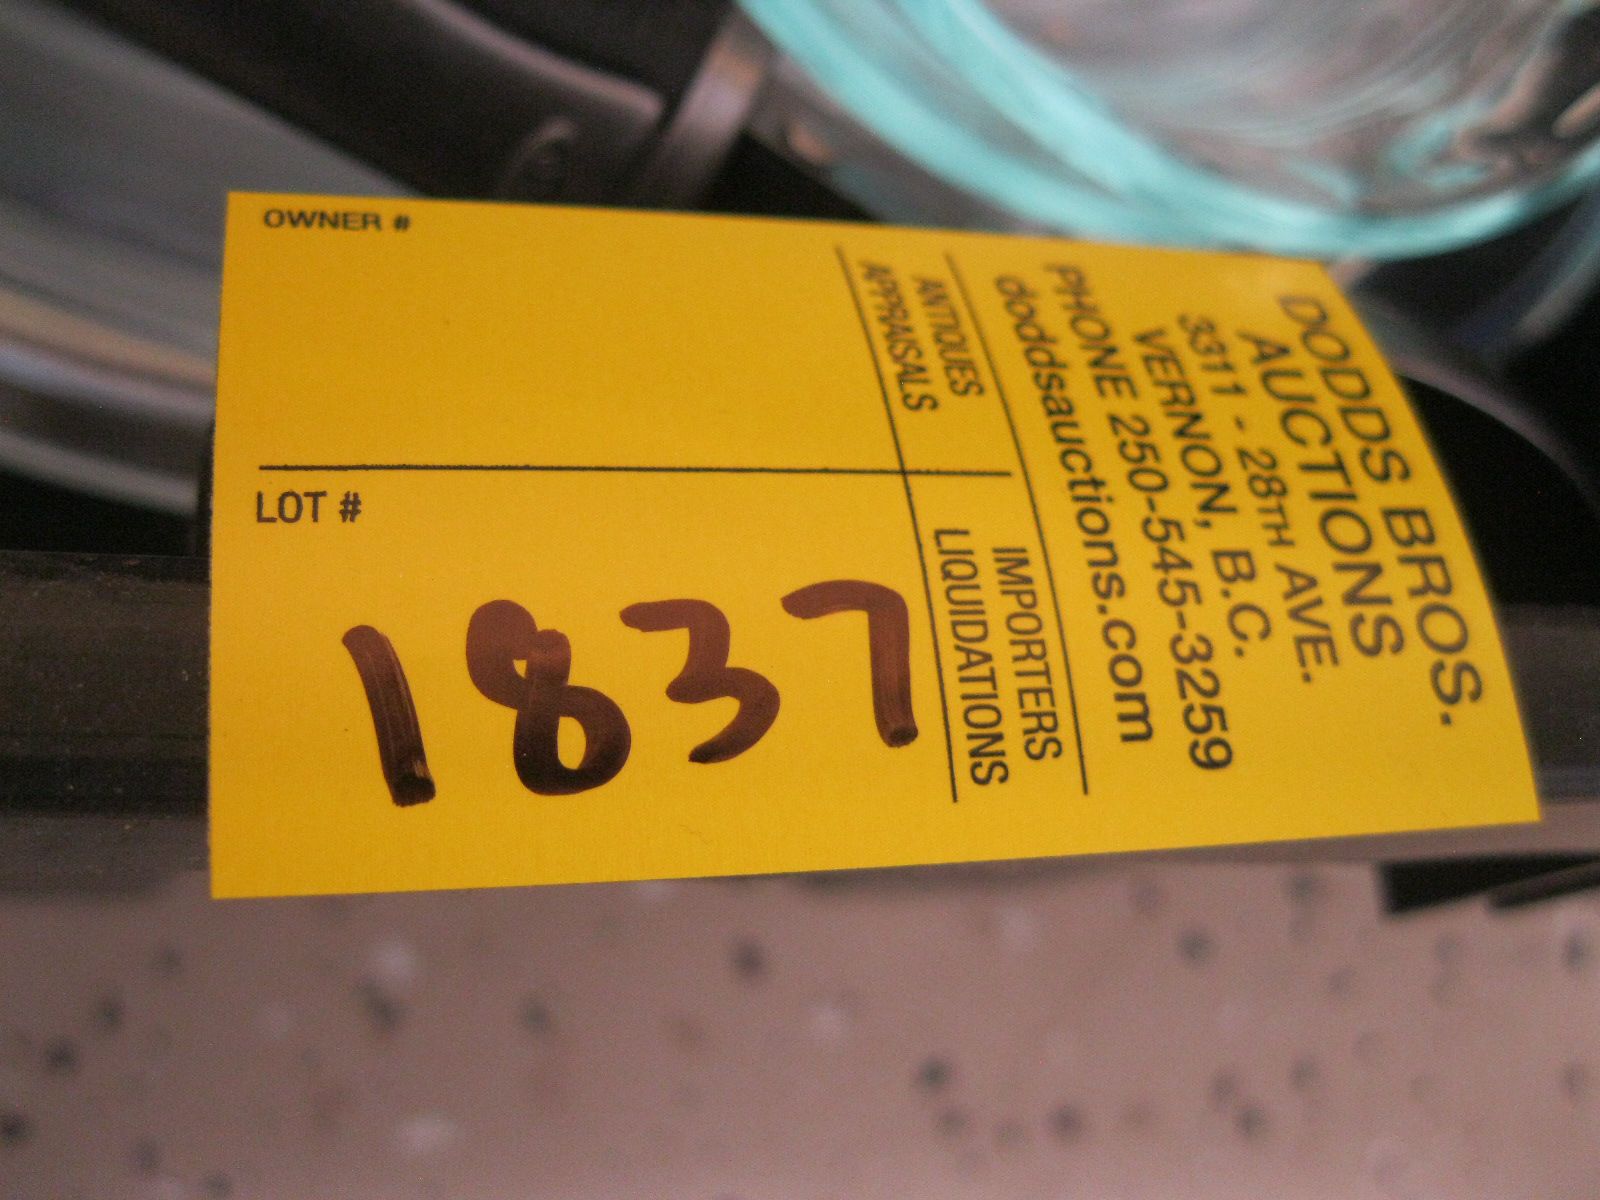 DODDS BROS.
AUCTIONS
3311 - 28TH AVE.
VERNON, B.C.
PHONE 250-545-3259
doddsauctions.com
ANTIQUES
APPRAISALS
IMPORTERS
LIQUIDATIONS
OWNER #
LOT #
1837